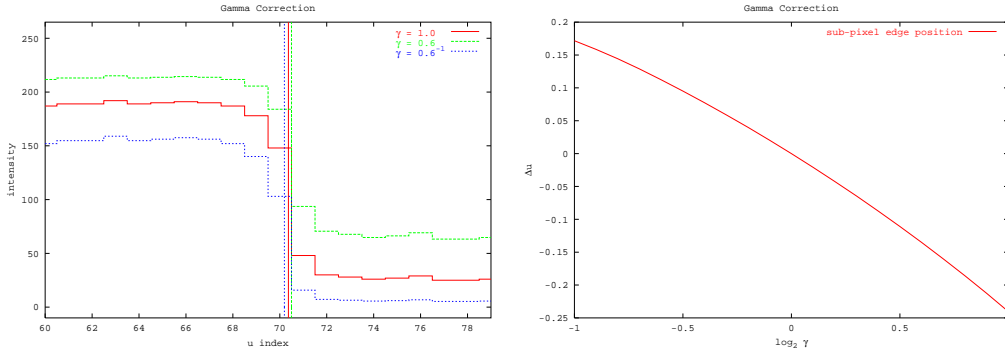 Gamma Correction
γ = 1.0
γ = 0.6
γ = 0.6⁻¹
250
200
150
100
50
0
intensity
60 62 64 66 68 70 72 74 76 78
u index
Gamma Correction
sub-pixel edge position
0.2
0.15
0.1
0.05
0
-0.05
-0.1
-0.15
-0.2
-0.25
Δu
-1 -0.5 0 0.5 1
log₂ γ